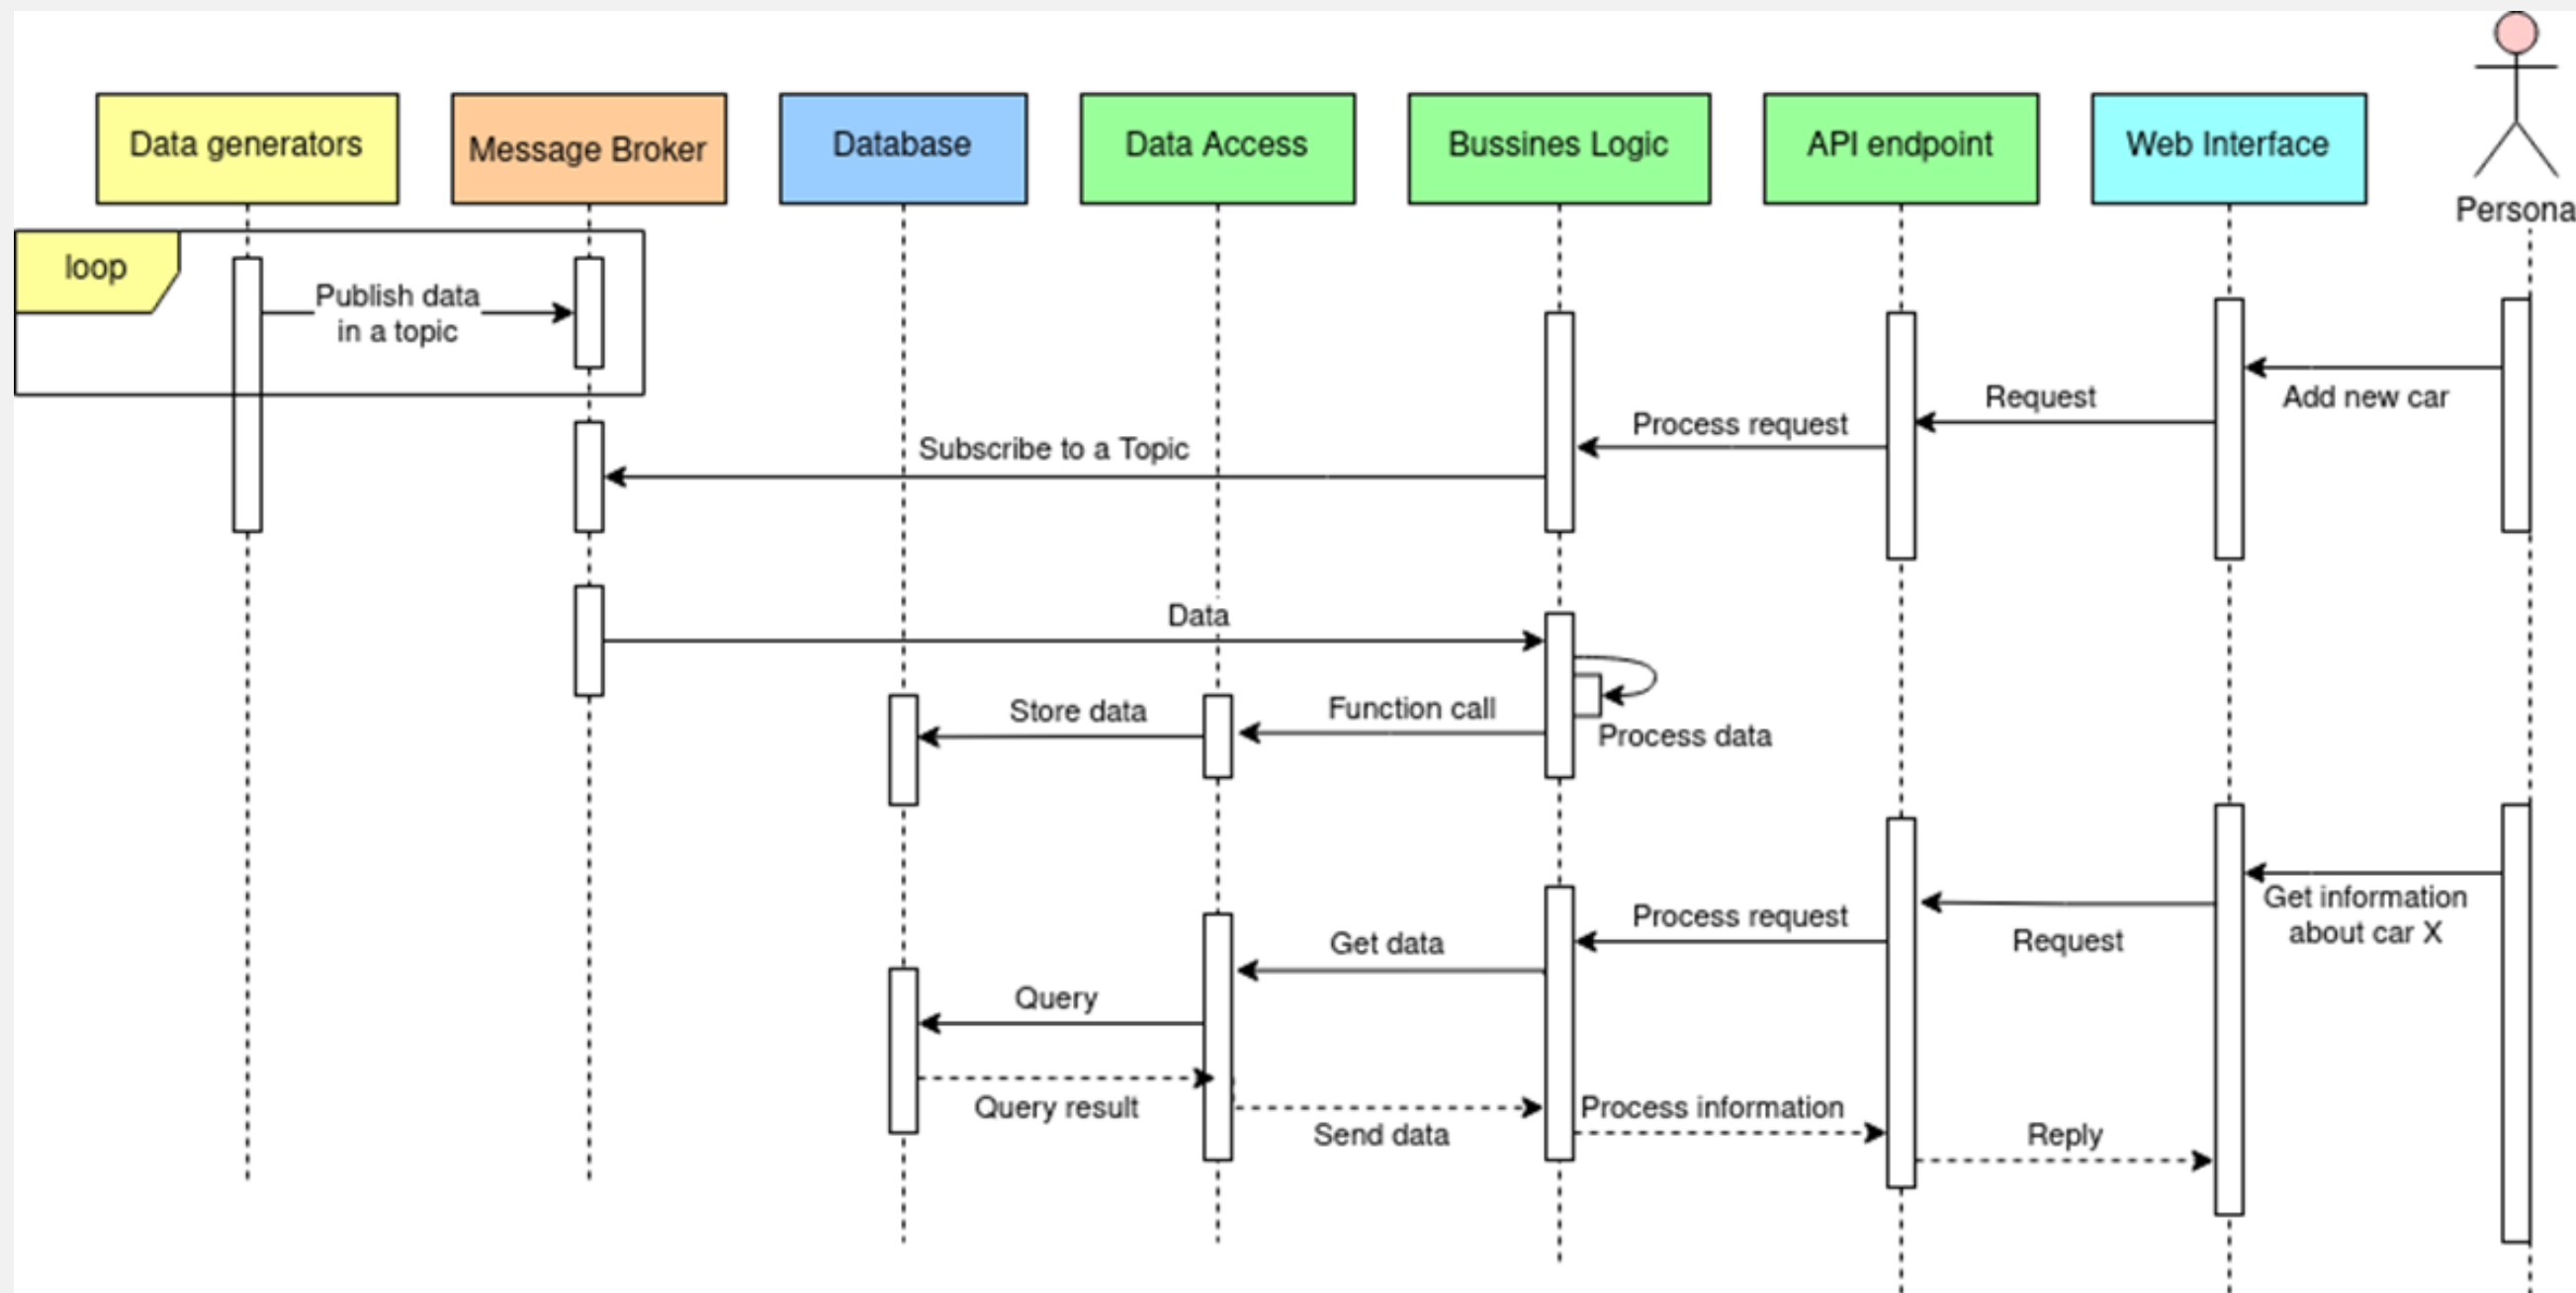 Data generators
Message Broker
Database
Data Access
Bussines Logic
API endpoint
Web Interface
Persona
loop
Publish data
in a topic
Add new car
Request
Process request
Subscribe to a Topic
Data
Process data
Function call
Store data
Get information
about car X
Request
Process request
Get data
Query
Query result
Send data
Process information
Reply